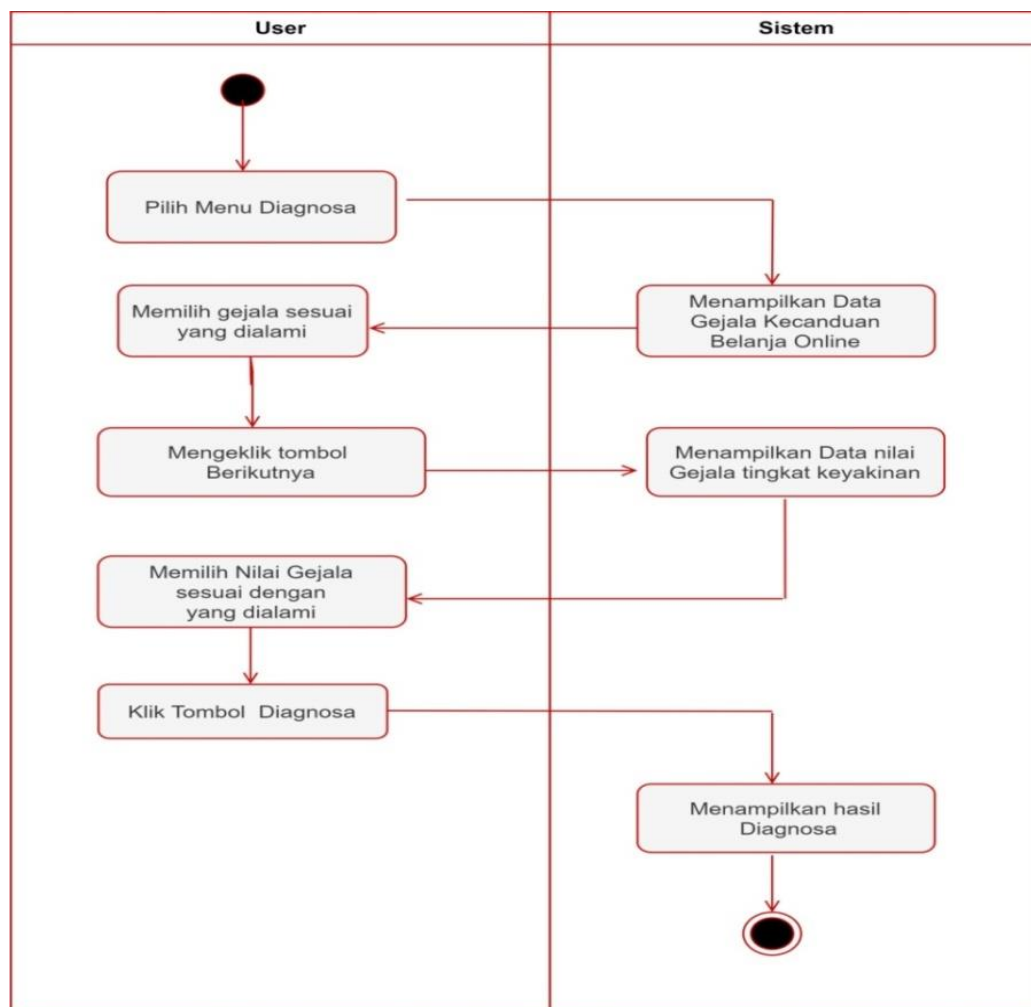 User
Sistem
Pilih Menu Diagnosa
Menampilkan Data
Gejala Kecanduan
Belanja Online
Memilih gejala sesuai
yang dialami
Mengeklik tombol
Berikutnya
Menampilkan Data nilai
Gejala tingkat keyakinan
Memilih Nilai Gejala
sesuai dengan
yang dialami
Klik Tombol Diagnosa
Menampilkan hasil
Diagnosa